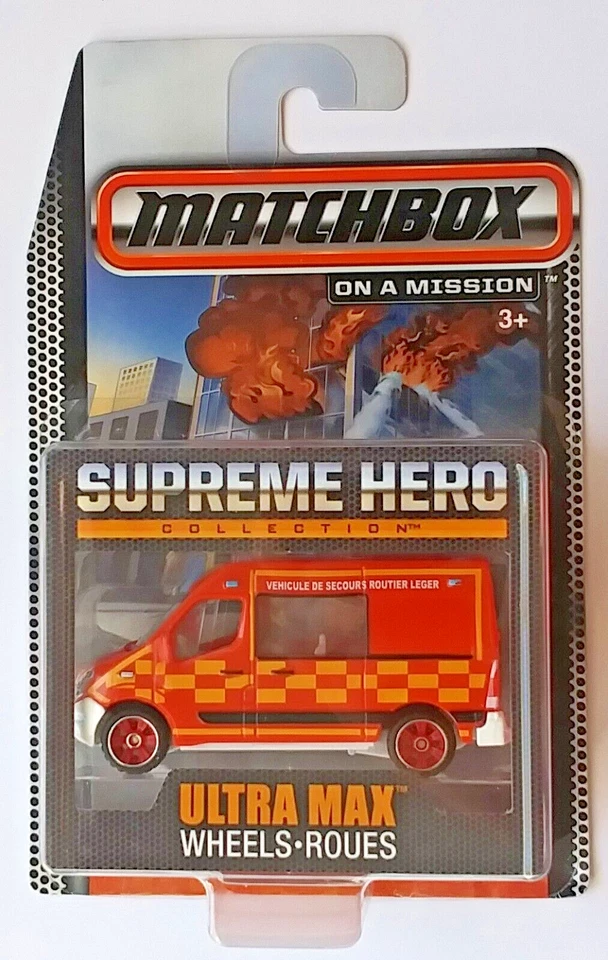 MATCHBOX
ON A MISSION™
3+
SUPREME HERO
COLLECTION™
VEHICULE DE SECOURS ROUTIER LEGER
ULTRA MAX™
WHEELS•ROUES